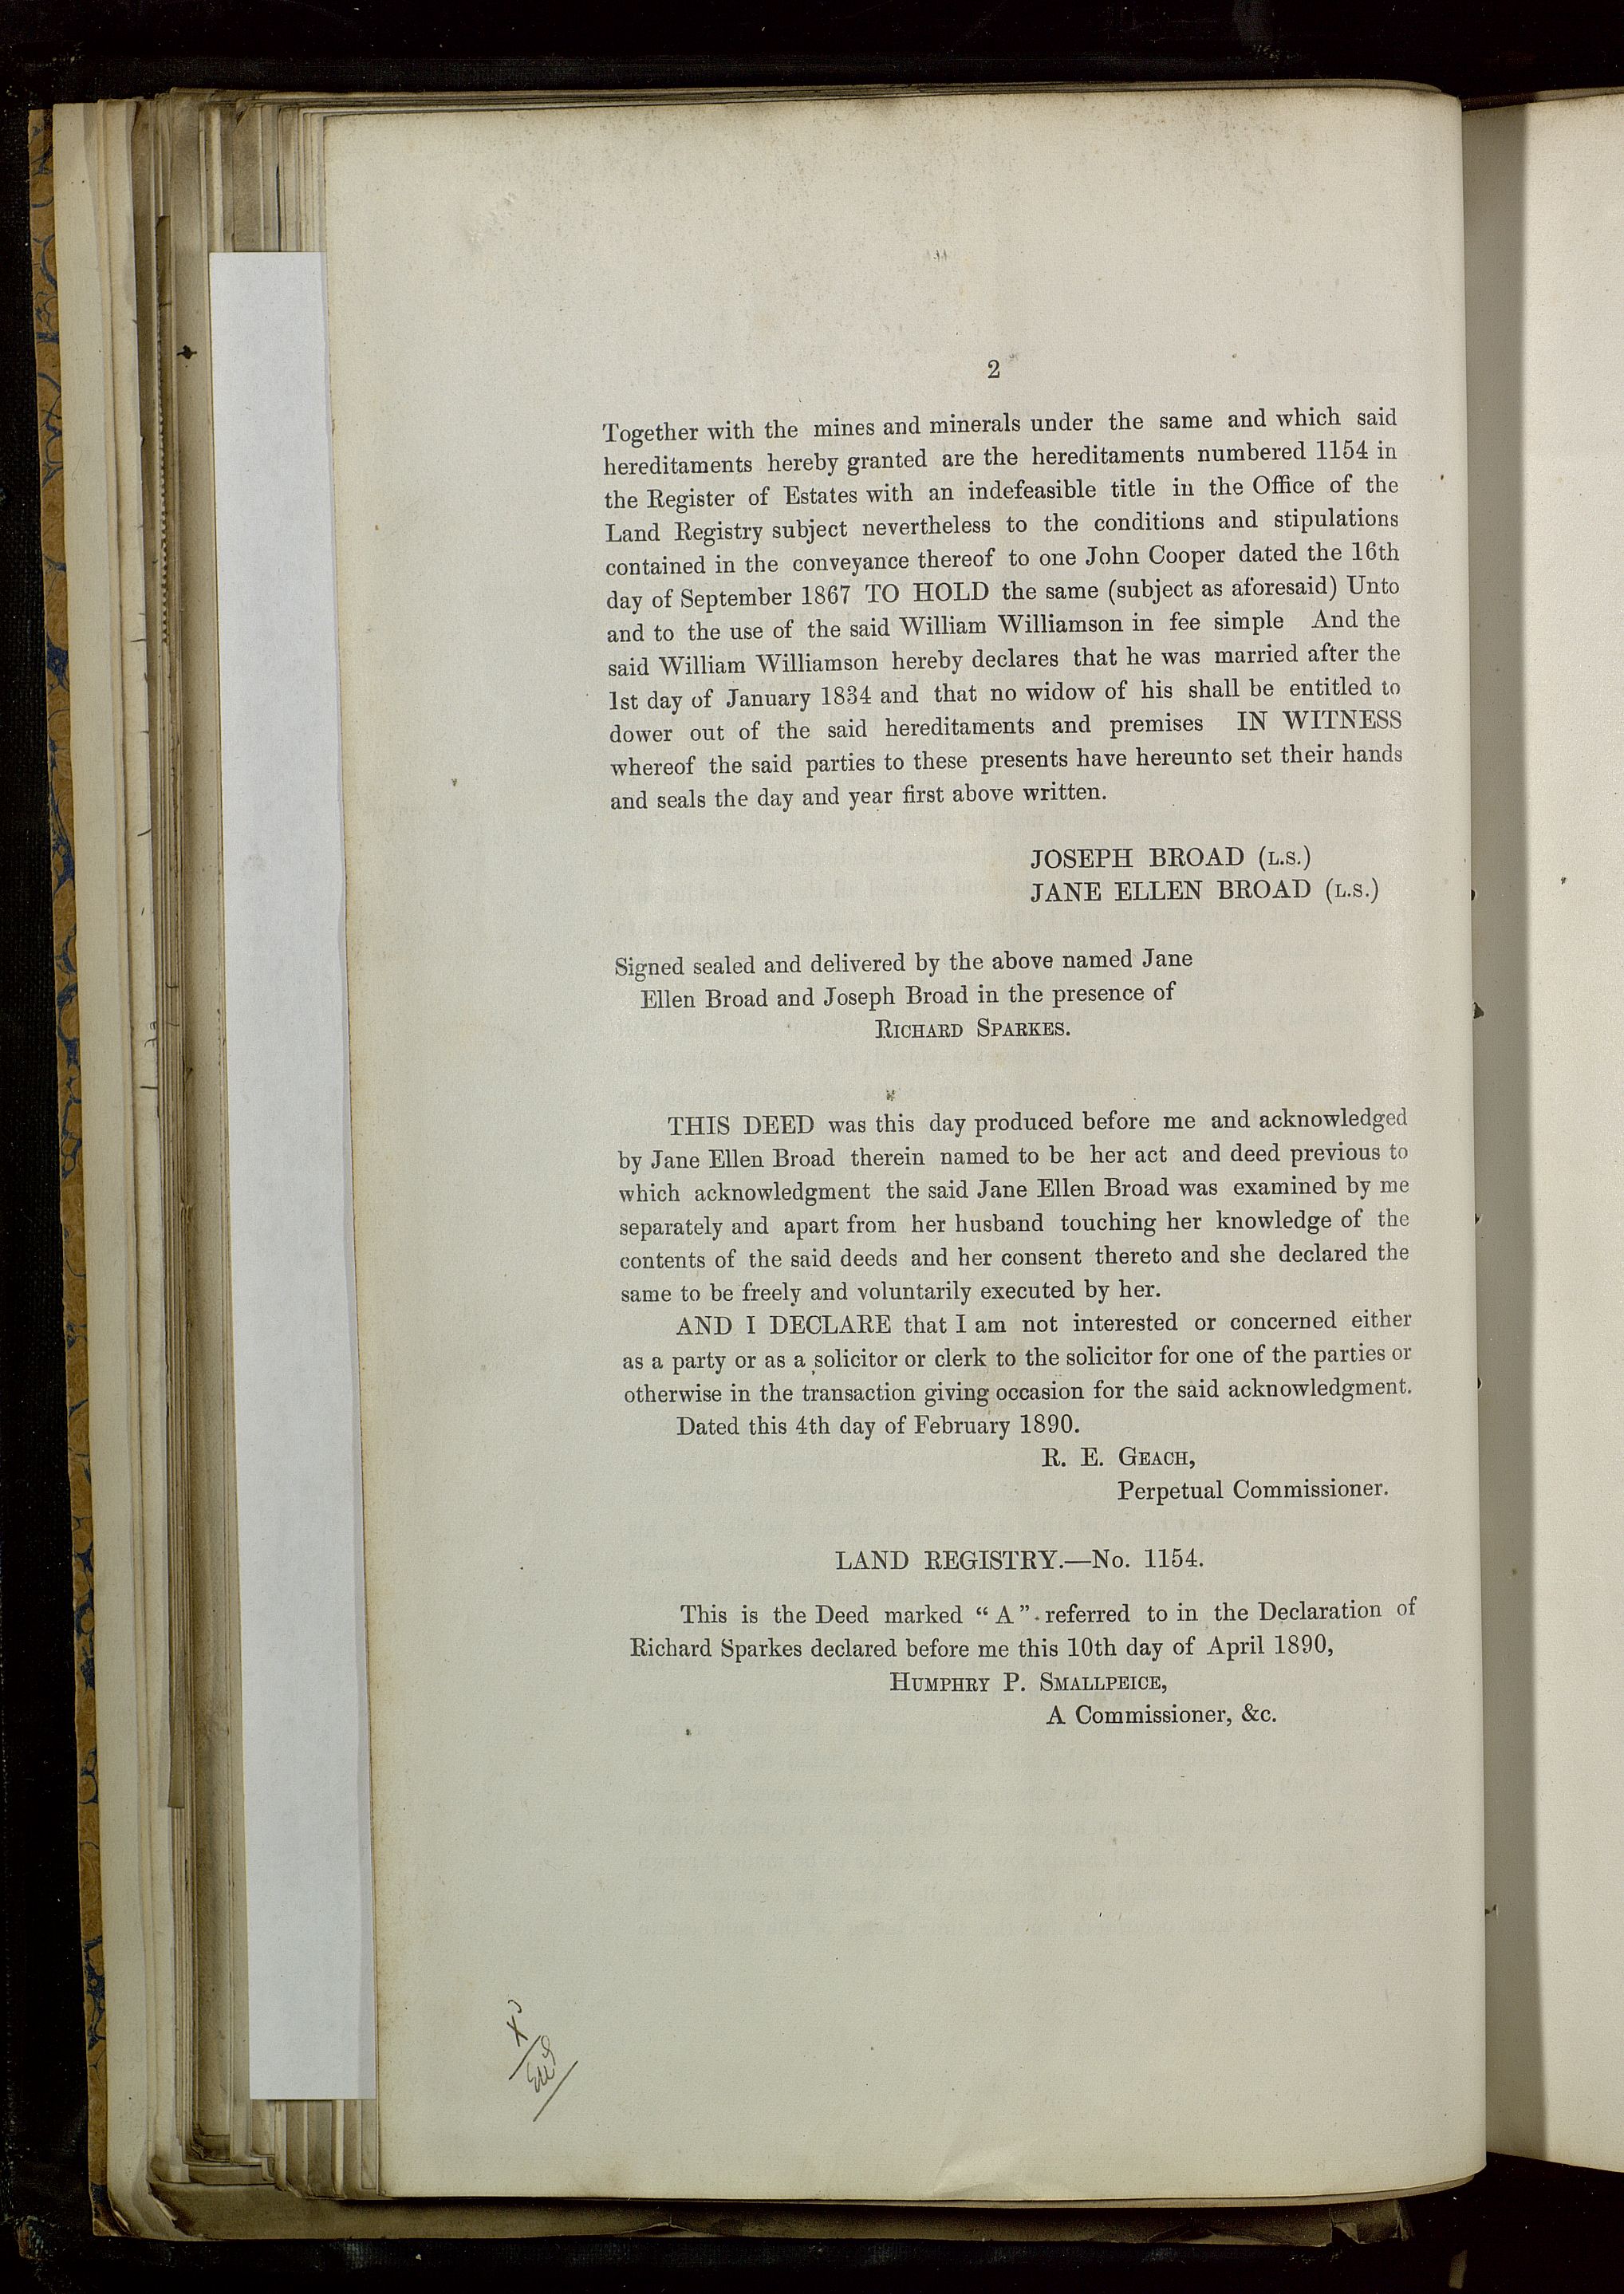 2
Together with the mines and minerals under the same and which said
hereditaments hereby granted are the hereditaments numbered 1154 in
the Register of Estates with an indefeasible title in the Office of the
Land Registry subject nevertheless to the conditions and stipulations
contained in the conveyance thereof to one John Cooper dated the 16th
day of September 1867 TO HOLD the same (subject as aforesaid) Unto
and to the use of the said William Williamson in fee simple And the
said William Williamson hereby declares that he was married after the
1st day of January 1834 and that no widow of his shall be entitled to
dower out of the said hereditaments and premises IN WITNESS
whereof the said parties to these presents have hereunto set their hands
and seals the day and year first above written.
JOSEPH BROAD (L.S.)
JANE ELLEN BROAD (L.S.)
Signed sealed and delivered by the above named Jane
Ellen Broad and Joseph Broad in the presence of
RICHARD SPARKES.
THIS DEED was this day produced before me and acknowledged
by Jane Ellen Broad therein named to be her act and deed previous to
which acknowledgment the said Jane Ellen Broad was examined by me
separately and apart from her husband touching her knowledge of the
contents of the said deeds and her consent thereto and she declared the
same to be freely and voluntarily executed by her.
AND I DECLARE that I am not interested or concerned either
as a party or as a solicitor or clerk to the solicitor for one of the parties or
otherwise in the transaction giving occasion for the said acknowledgment.
Dated this 4th day of February 1890.
R. E. GEACH,
Perpetual Commissioner.
LAND REGISTRY.—No. 1154.
This is the Deed marked “A” referred to in the Declaration of
Richard Sparkes declared before me this 10th day of April 1890,
HUMPHRY P. SMALLPEICE,
A Commissioner, &c.